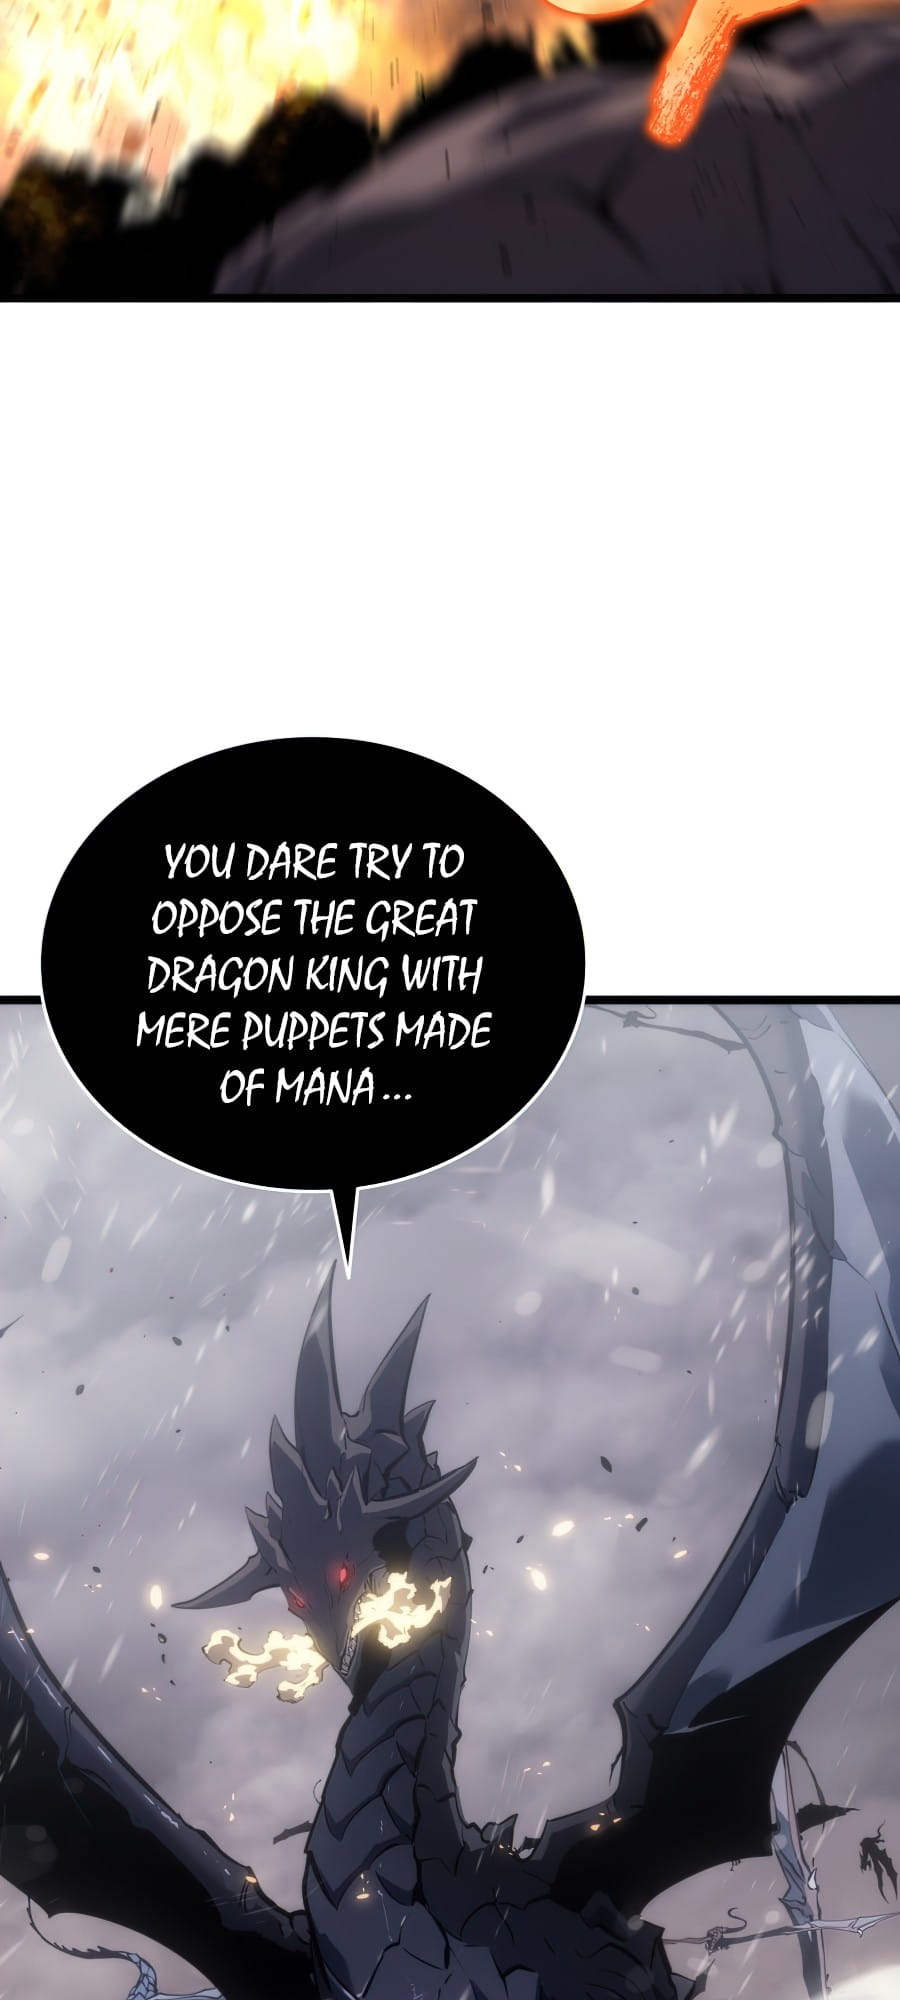 YOU DARE TRY TO
OPPOSE THE GREAT
DRAGON KING WITH
MERE PUPPETS MADE
OF MANA...